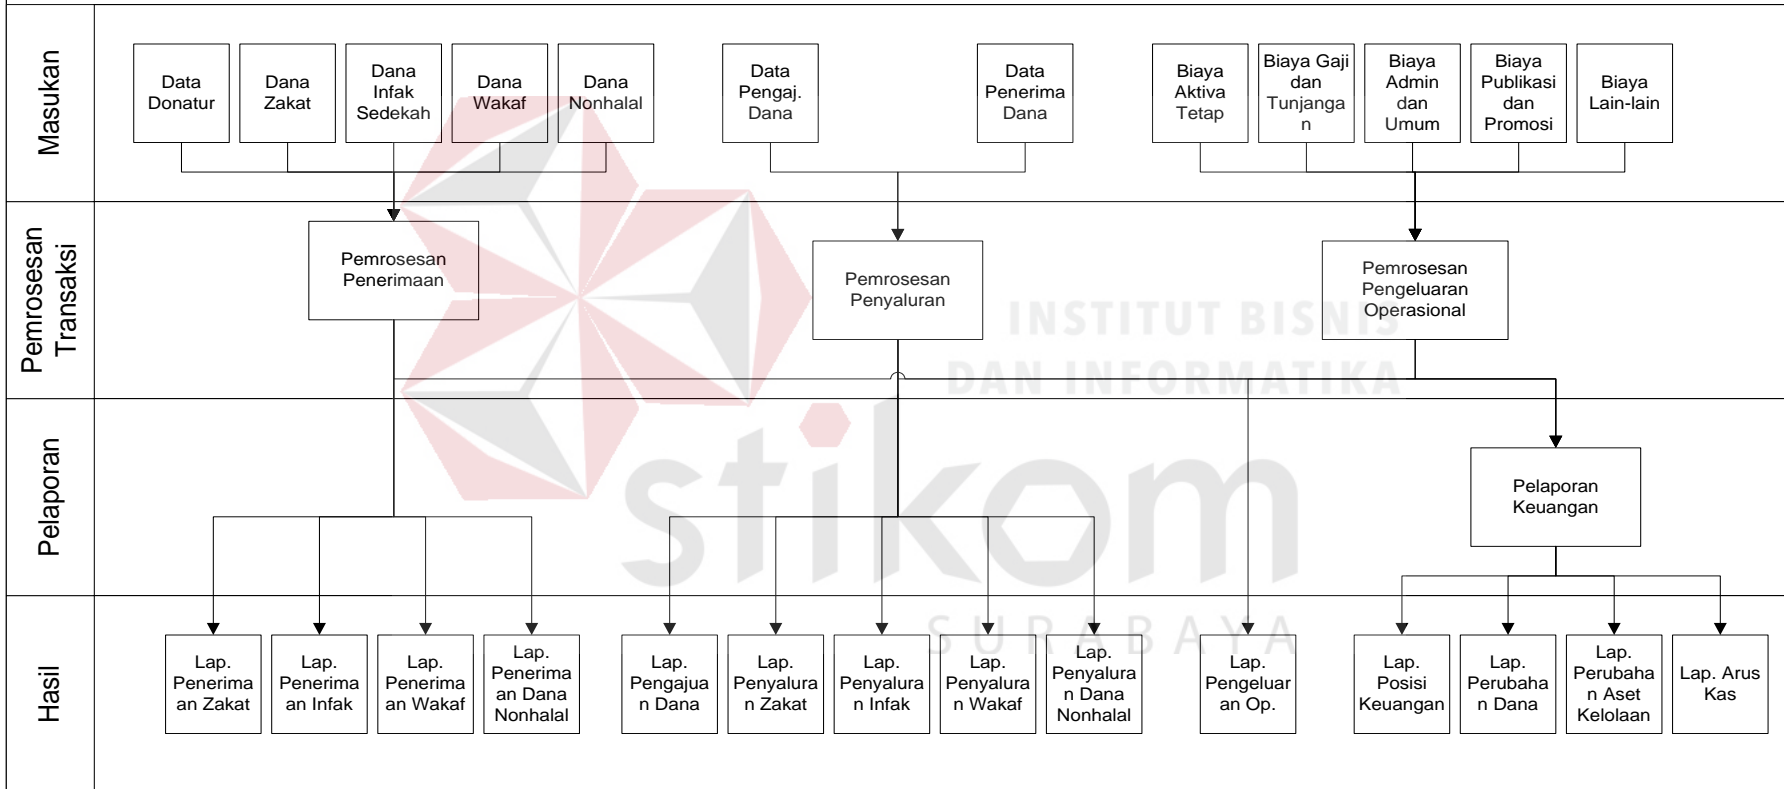 Masukan
Data
Donatur
Dana
Zakat
Dana
Infak
Sedekah
Dana
Wakaf
Dana
Nonhalal
Data
Pengaj.
Dana
Data
Penerima
Dana
Biaya
Aktiva
Tetap
Biaya Gaji
dan
Tunjanga
n
Biaya
Admin
dan
Umum
Biaya
Publikasi
dan
Promosi
Biaya
Lain-lain
Pemrosesan
Transaksi
Pemrosesan
Penerimaan
Pemrosesan
Penyaluran
Pemrosesan
Pengeluaran
Operasional
INSTITUT BISNIS
DAN INFORMATIKA
stikom
SURABAYA
Pelaporan
Pelaporan
Keuangan
Hasil
Lap.
Penerima
an Zakat
Lap.
Penerima
an Infak
Lap.
Penerima
an Wakaf
Lap.
Penerima
an Dana
Nonhalal
Lap.
Pengajua
n Dana
Lap.
Penyalura
n Zakat
Lap.
Penyalura
n Infak
Lap.
Penyalura
n Wakaf
Lap.
Penyalura
n Dana
Nonhalal
Lap.
Pengeluar
an Op.
Lap.
Posisi
Keuangan
Lap.
Perubaha
n Dana
Lap.
Perubaha
n Aset
Kelolaan
Lap. Arus
Kas